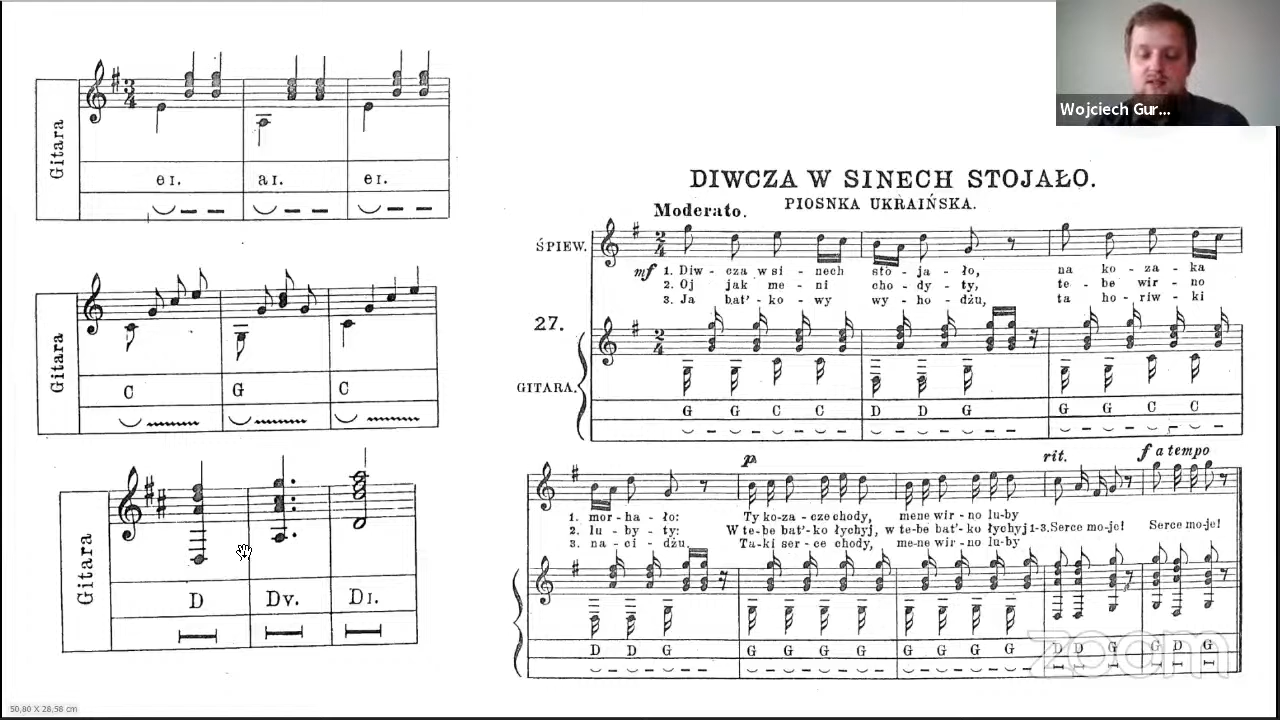 Wojciech Gur...
Gitara
3 4
eI. aI. eI.
Gitara
C G C
Gitara
D Dv. DI.
DIWCZA W SINECH STOJAŁO.
PIOSNKA UKRAIŃSKA.
Moderato.
ŚPIEW.
2 4
mf 1. Diw - cza w si - nech sto - ja - ło, na ko - za - ka
2. Oj jak me - ni cho - dy - ty, te - be wir - no
3. Ja bat' - ko - wy wy - ho - dżu, ta ho - riw - ki
27.
2 4
GITARA.
G G C C D D G G G C C
p rit. f a tempo
1. mor - ha - ło: Ty ko - za - cze chody, mene wir - no lu-by
2. lu - by - ty: W te-be bat'-ko łychyj, w te-be bat'-ko łychyj 1-3. Serce mo-je! Serce mo-je!
3. na - ci - dżu, Ta-ki ser - ce chody, me-ne wir - no lu-by
D D G G G G G G G G G D D G G D G
zoom
50,80 X 28,58 cm